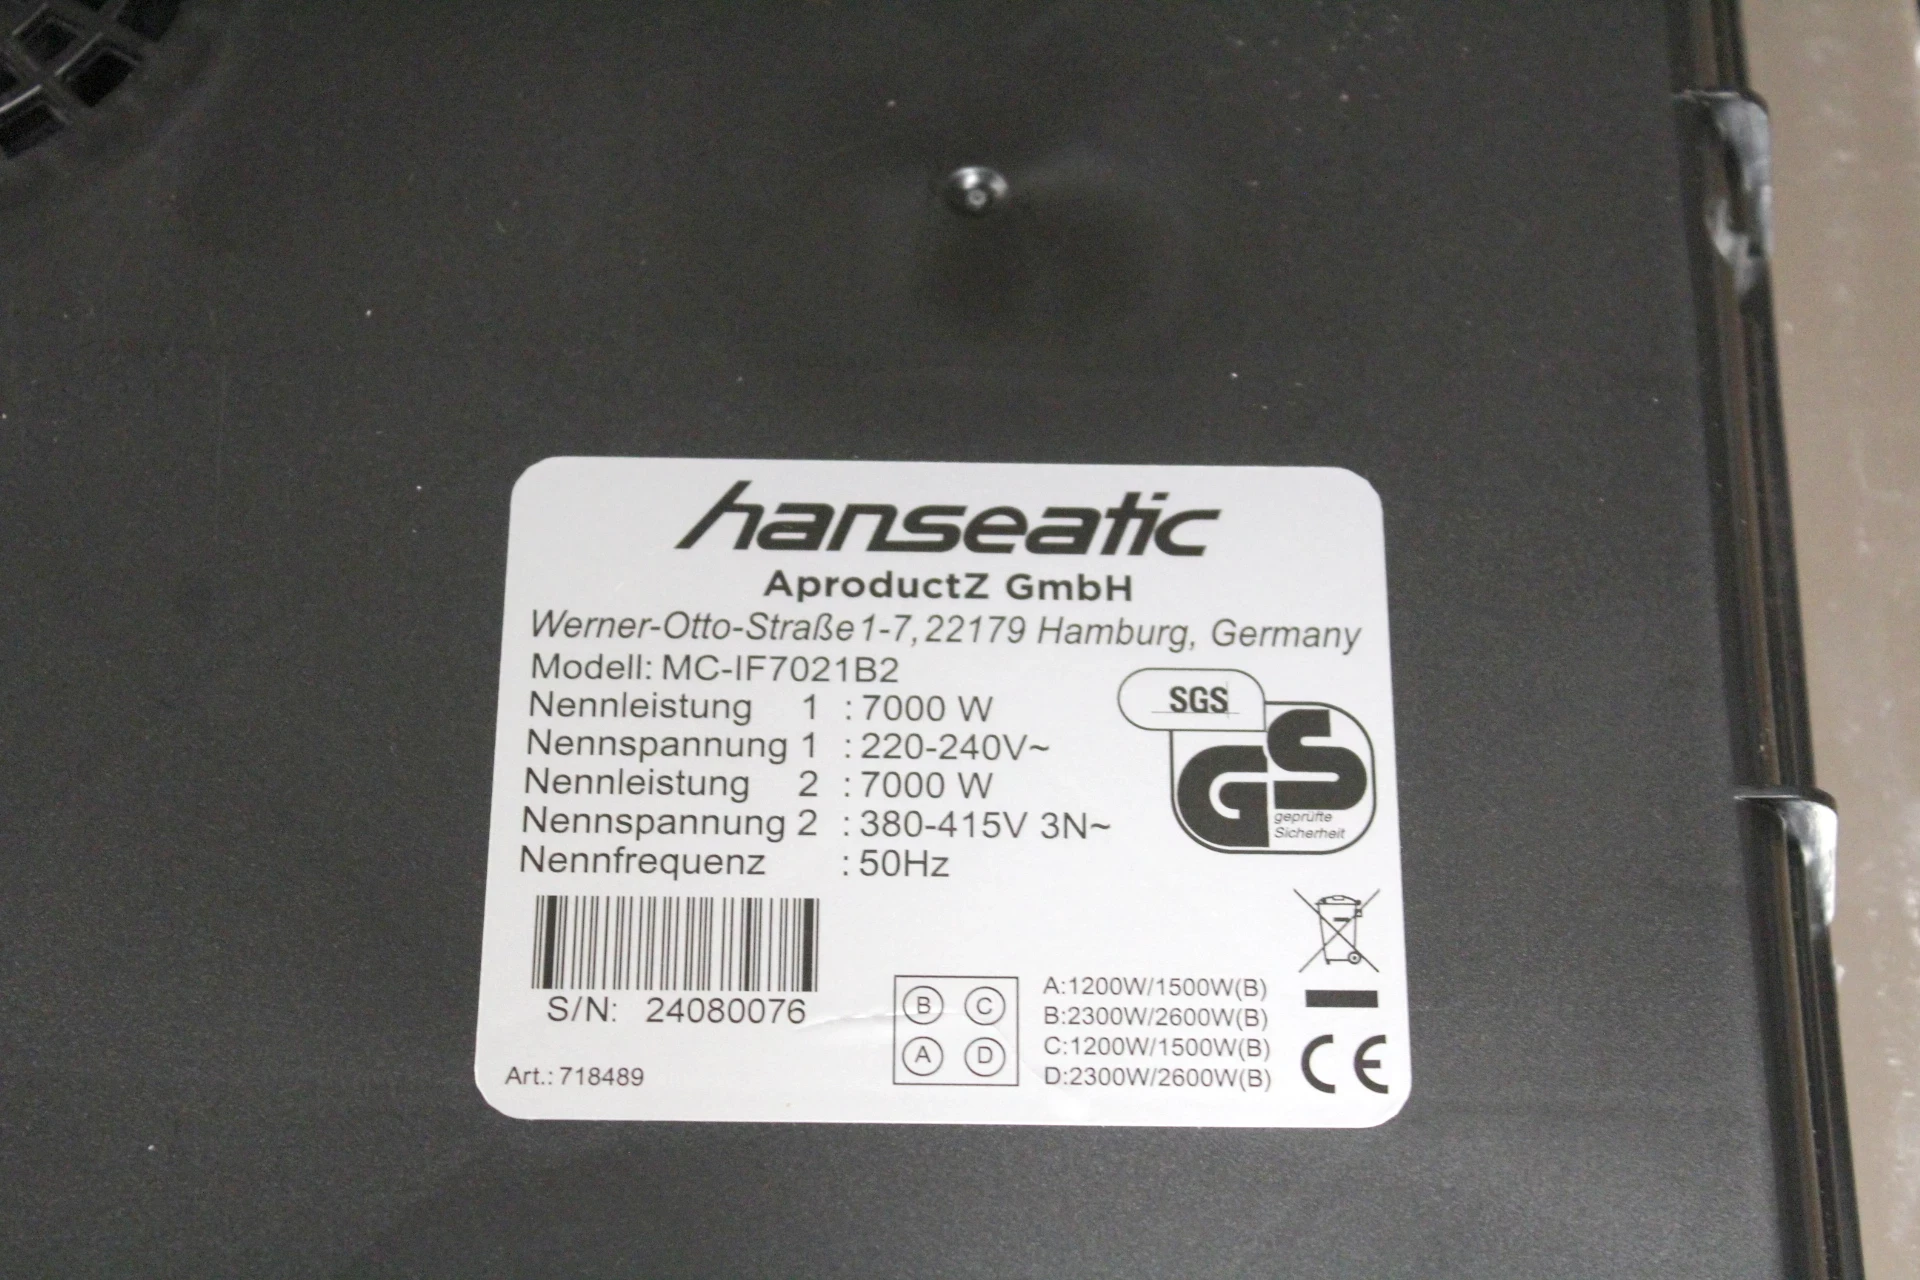 hanseatic
AproductZ GmbH
Werner-Otto-Straße 1-7, 22179 Hamburg, Germany
Modell: MC-IF7021B2
Nennleistung 1 : 7000 W
Nennspannung 1 : 220-240V~
Nennleistung 2 : 7000 W
Nennspannung 2 : 380-415V 3N~
Nennfrequenz : 50Hz
SGS
GS
geprüfte
Sicherheit
S/N: 24080076
Art.: 718489
B C
A D
A:1200W/1500W(B)
B:2300W/2600W(B)
C:1200W/1500W(B)
D:2300W/2600W(B)
CE